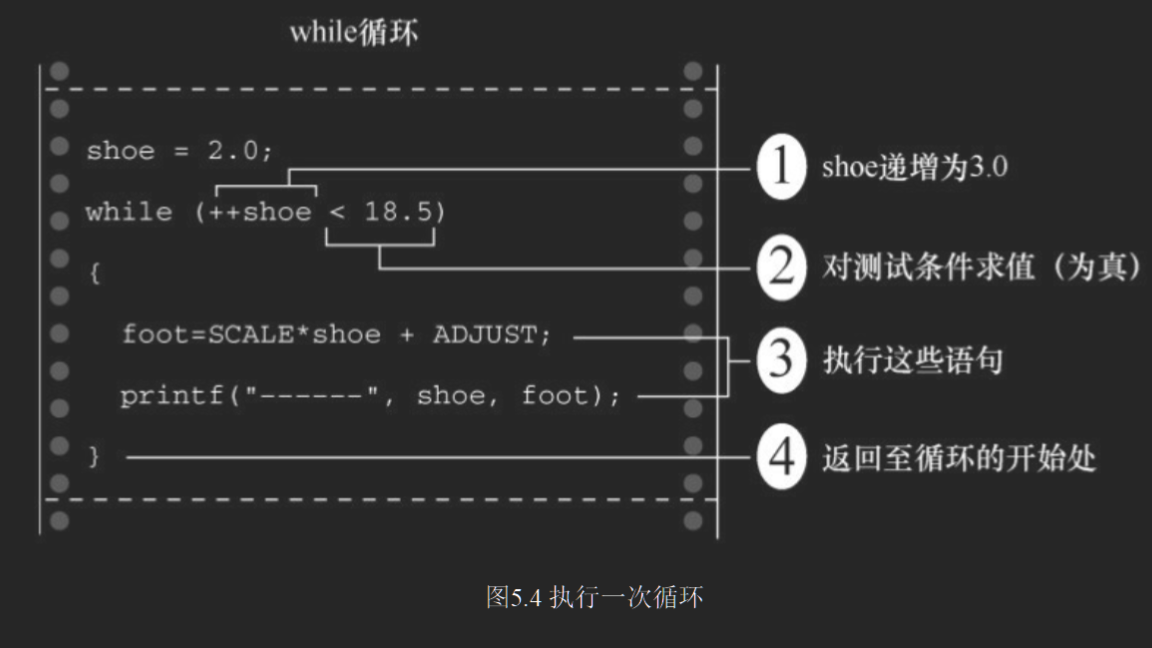 while循环
shoe = 2.0;
1 shoe递增为3.0
while (++shoe < 18.5)
2 对测试条件求值（为真）
{
foot=SCALE*shoe + ADJUST;
3 执行这些语句
printf("------", shoe, foot);
}
4 返回至循环的开始处
图5.4 执行一次循环